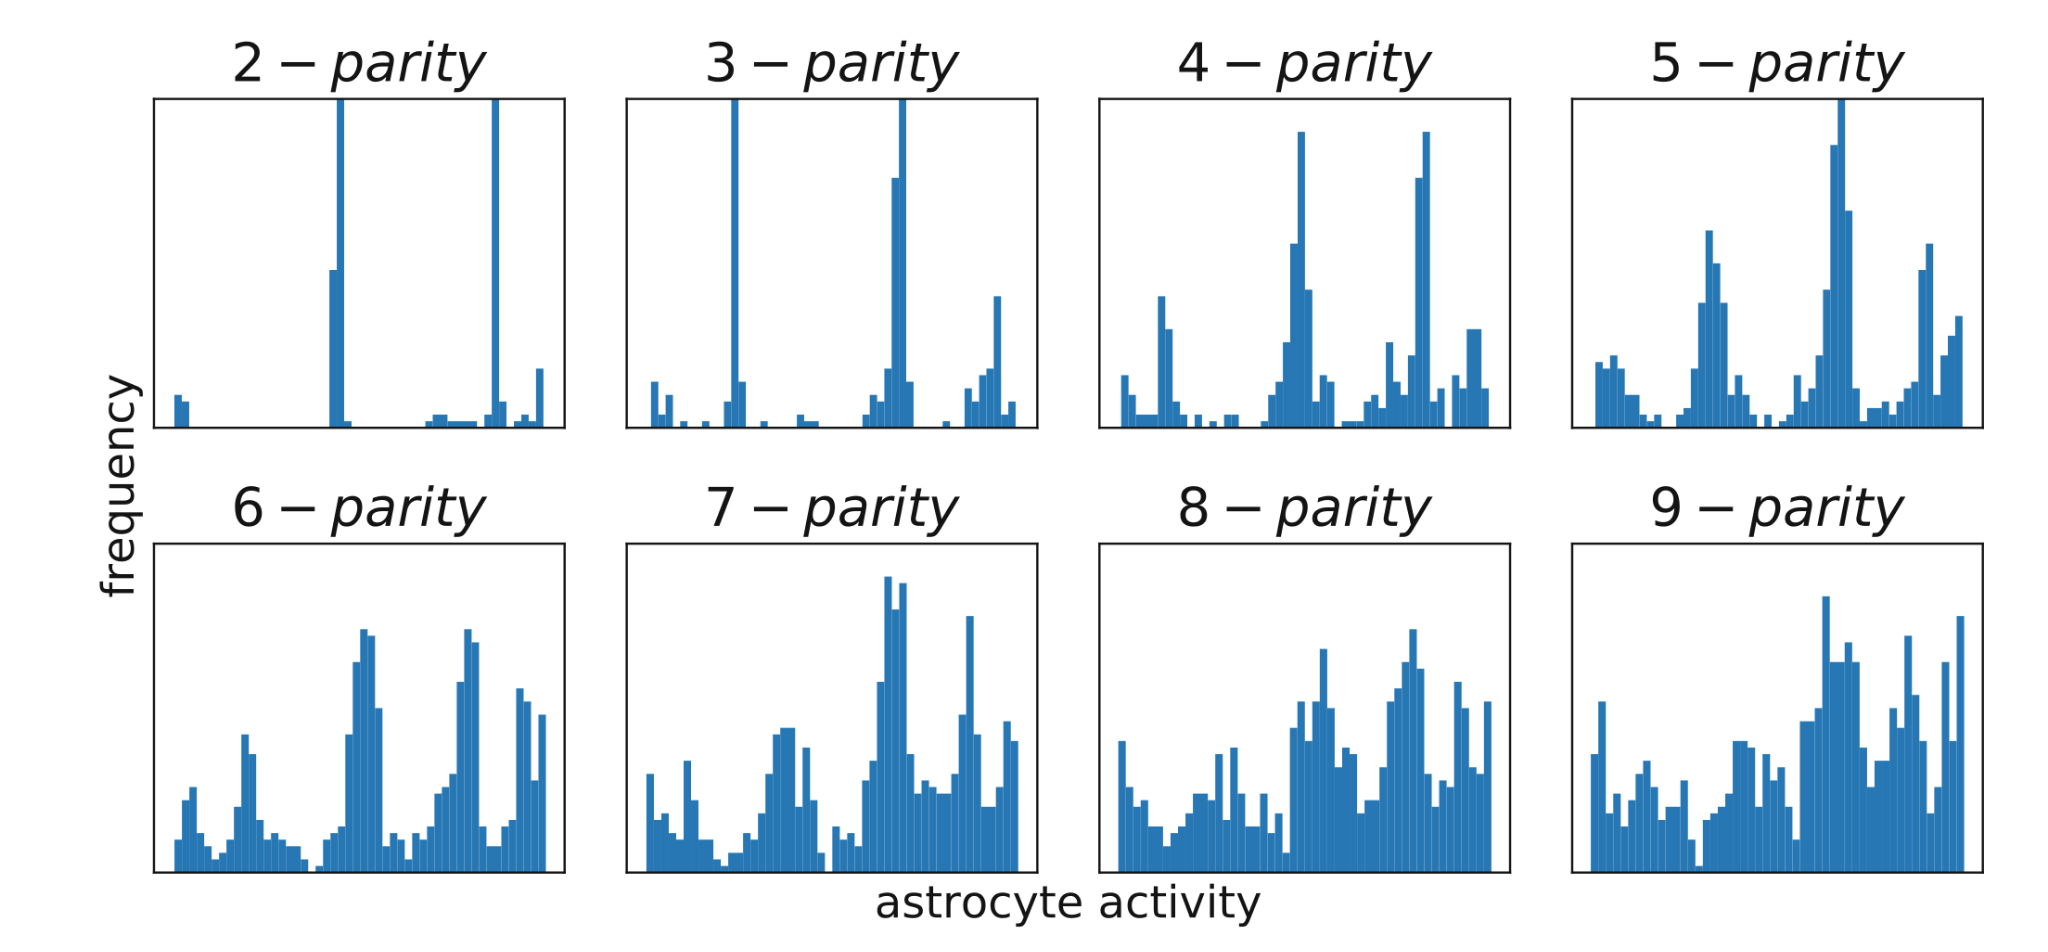 2 − parity
3 − parity
4 − parity
5 − parity
frequency
6 − parity
7 − parity
8 − parity
9 − parity
astrocyte activity